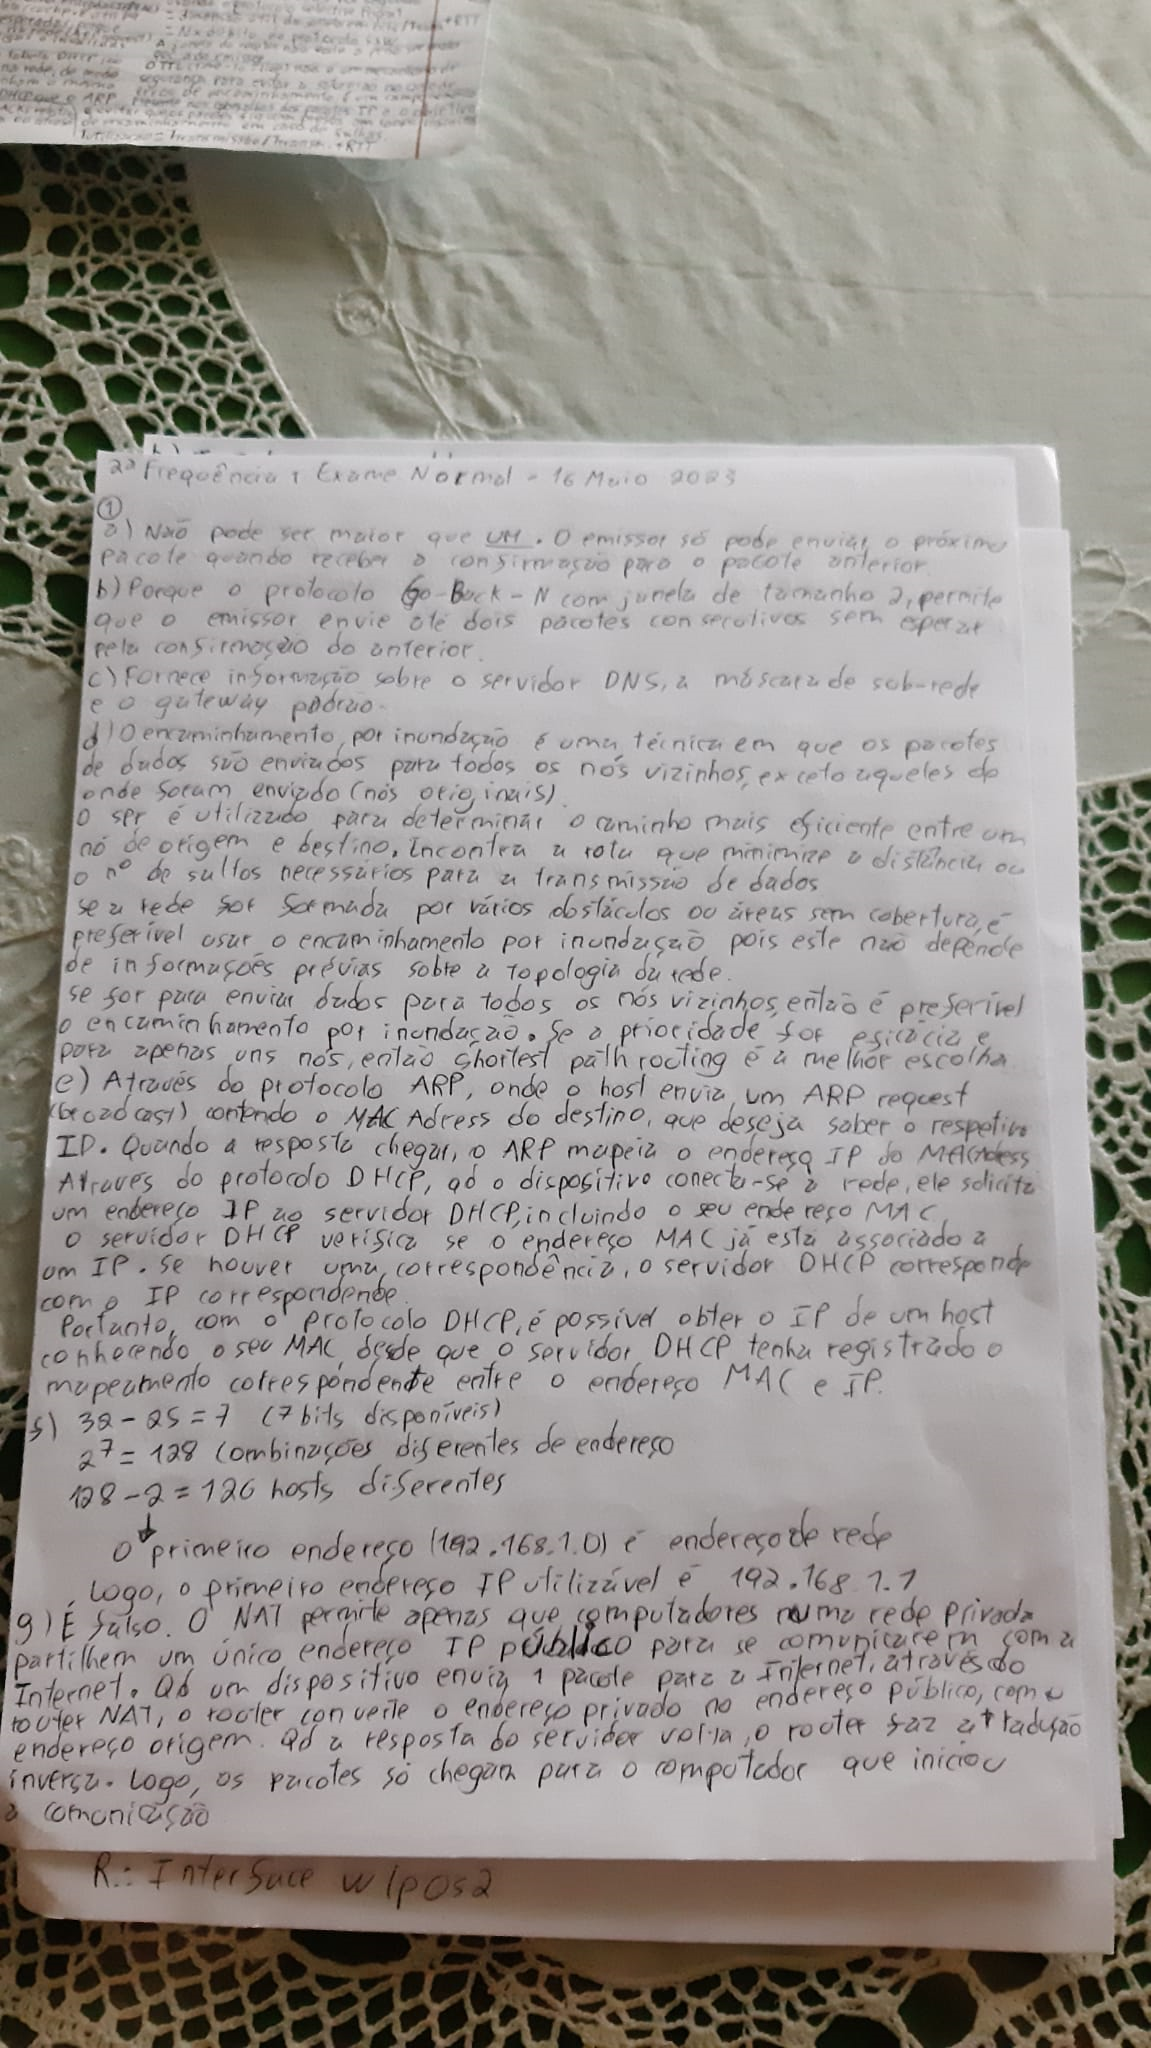 +RTT
segurança para evitar
DHCP que o ARP
em caso de falhas
+RTT
2ª Frequência, Exame Normal - 16 Maio 2023
①
a) Não pode ser maior que UM. O emissor só pode enviar o próximo
pacote quando receber a confirmação para o pacote anterior.
b) Porque o protocolo Go-Back-N com janela de tamanho 2, permite
que o emissor envie até dois pacotes consecutivos sem esperar
pela confirmação do anterior.
c) Fornece informação sobre o servidor DNS, a máscara de sub-rede
e o gateway padrão.
d) O encaminhamento por inundação é uma técnica em que os pacotes
de dados são enviados para todos os nós vizinhos, exceto aqueles de
onde foram enviado (nós originais).
O spr é utilizado para determinar o caminho mais eficiente entre um
nó de origem e destino. Incontra a rota que minimize a distância ou
o nº de saltos necessários para a transmissão de dados
Se a rede for formada por vários obstáculos ou áreas sem cobertura, é
preferível usar o encaminhamento por inundação pois este não depende
de informações prévias sobre a topologia da rede.
Se for para enviar dados para todos os nós vizinhos, então é preferível
o encaminhamento por inundação. Se a prioridade for eficácia e
para apenas uns nós, então shortest path routing é a melhor escolha
e) Através do protocolo ARP, onde o host envia um ARP request
(broadcast) contendo o MAC Adress do destino, que deseja saber o respetivo
ID. Quando a resposta chegar, o ARP mapeia o endereço IP do MAC Adess
Através do protocolo DHCP, qd o dispositivo conecta-se à rede, ele solicita
um endereço IP ao servidor DHCP, incluindo o seu endereço MAC.
O servidor DHCP verifica se o endereço MAC já está associado a
um IP. Se houver uma correspondência, o servidor DHCP corresponde
com o IP correspondente.
Portanto, com o protocolo DHCP, é possível obter o IP de um host
conhecendo o seu MAC, desde que o servidor DHCP tenha registrado o
mapeamento correspondente entre o endereço MAC e IP.
f) 32 - 25 = 7 (7 bits disponíveis)
2⁷ = 128 combinações diferentes de endereço
128 - 2 = 126 hosts diferentes
↓
O primeiro endereço (192.168.1.0) é endereço de rede
Logo, o primeiro endereço IP utilizável é 192.168.1.1
g) É falso. O NAT permite apenas que computadores numa rede privada
partilhem um único endereço IP público para se comunicarem com a
Internet. Qd um dispositivo envia 1 pacote para a Internet, através do
router NAT, o router converte o endereço privado no endereço público, como
endereço origem. Qd a resposta do servidor volta, o router faz a tradução
inversa. Logo, os pacotes só chegam para o computador que iniciou
a comunicação
R.: Interface wlp0s2